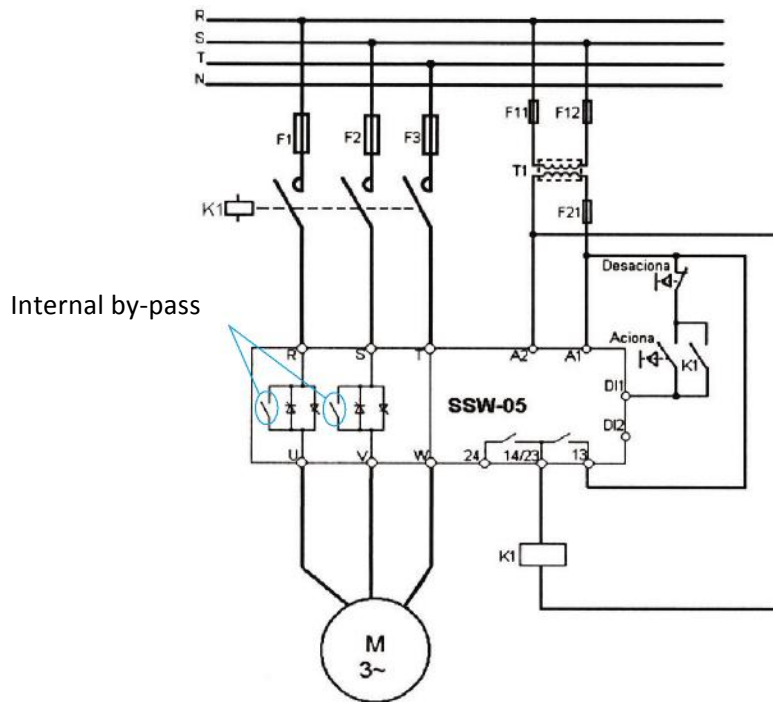 R
S
T
N
F1
F2
F3
F11
F12
T1
K1
F21
Desaciona
Internal by-pass
Aciona
K1
R
S
T
A2
A1
SSW-05
DI1
DI2
U
V
W
24
14/23
13
K1
M
3~